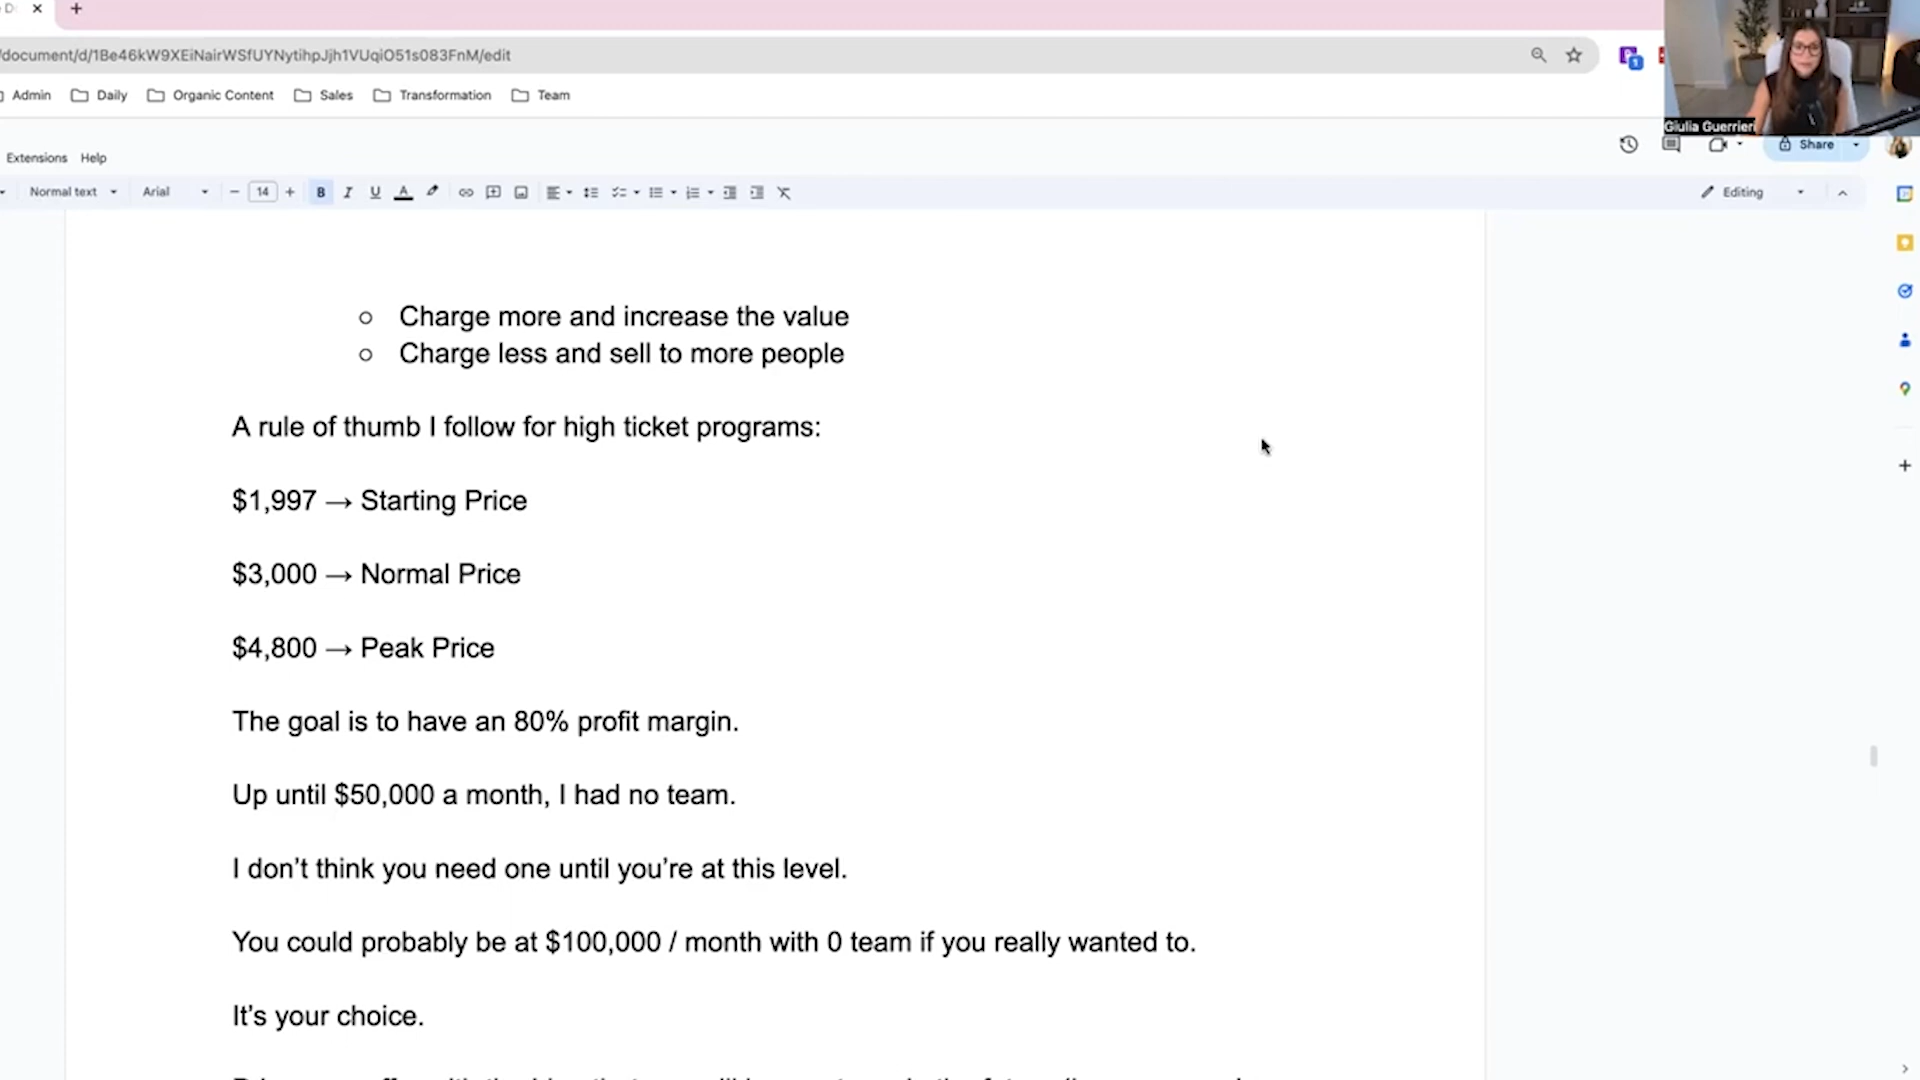 /document/d/1Be46kW9XEiNairWSfUYNytihpJjh1VUqiO51s083FnM/edit
Admin Daily Organic Content Sales Transformation Team
Giulia Guerrieri
Extensions Help
Share
Normal text Arial 14 Editing
Charge more and increase the value
Charge less and sell to more people
A rule of thumb I follow for high ticket programs:
$1,997 → Starting Price
$3,000 → Normal Price
$4,800 → Peak Price
The goal is to have an 80% profit margin.
Up until $50,000 a month, I had no team.
I don’t think you need one until you’re at this level.
You could probably be at $100,000 / month with 0 team if you really wanted to.
It’s your choice.